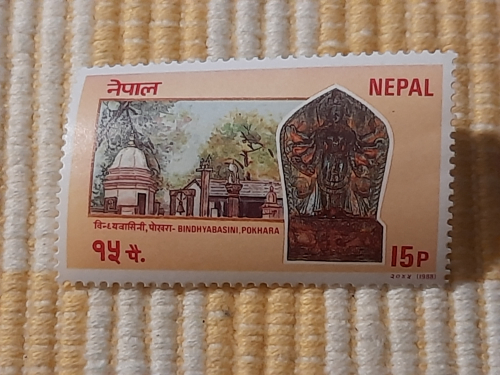 नेपाल NEPAL
विन्ध्यवासिनी, पोखरा- BINDHYABASINI, POKHARA
१५ पै. 15P
२०४५ (1988)